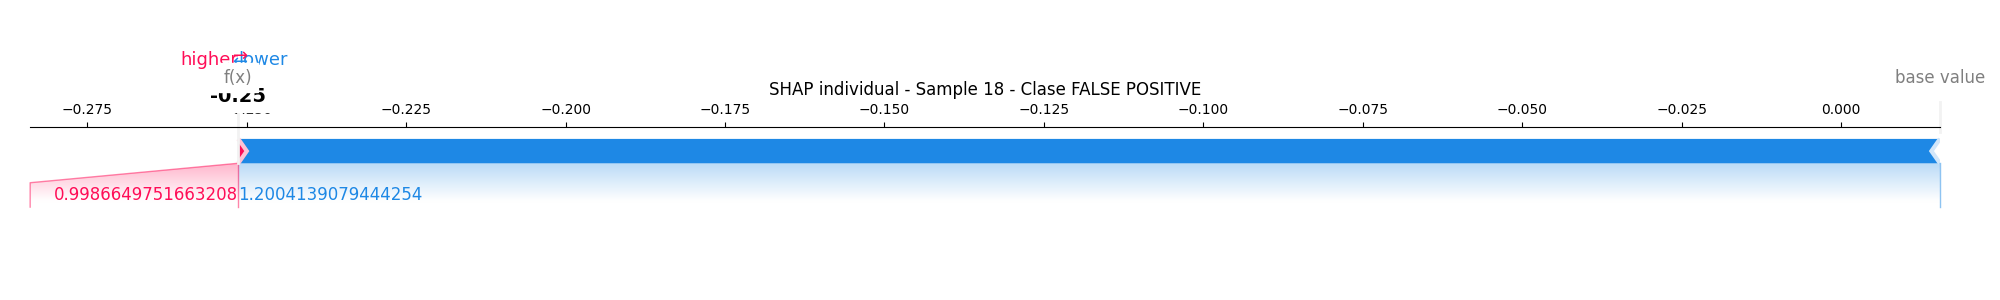 higher lower
f(x) base value
SHAP individual - Sample 18 - Clase FALSE POSITIVE
-0.25
−0.275 −0.225 −0.200 −0.175 −0.150 −0.125 −0.100 −0.075 −0.050 −0.025 0.000
0.9986649751663208 1.2004139079444254